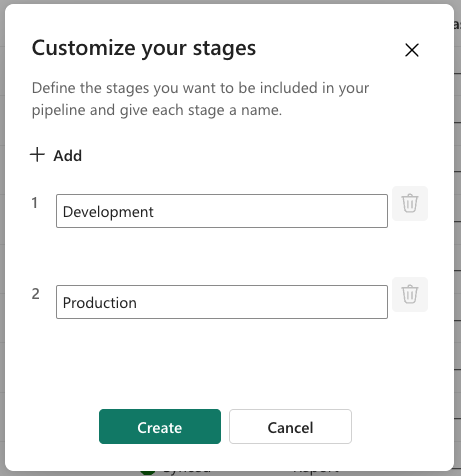 Customize your stages
Define the stages you want to be included in your
pipeline and give each stage a name.
Add
1
Development
2
Production
Create
Cancel